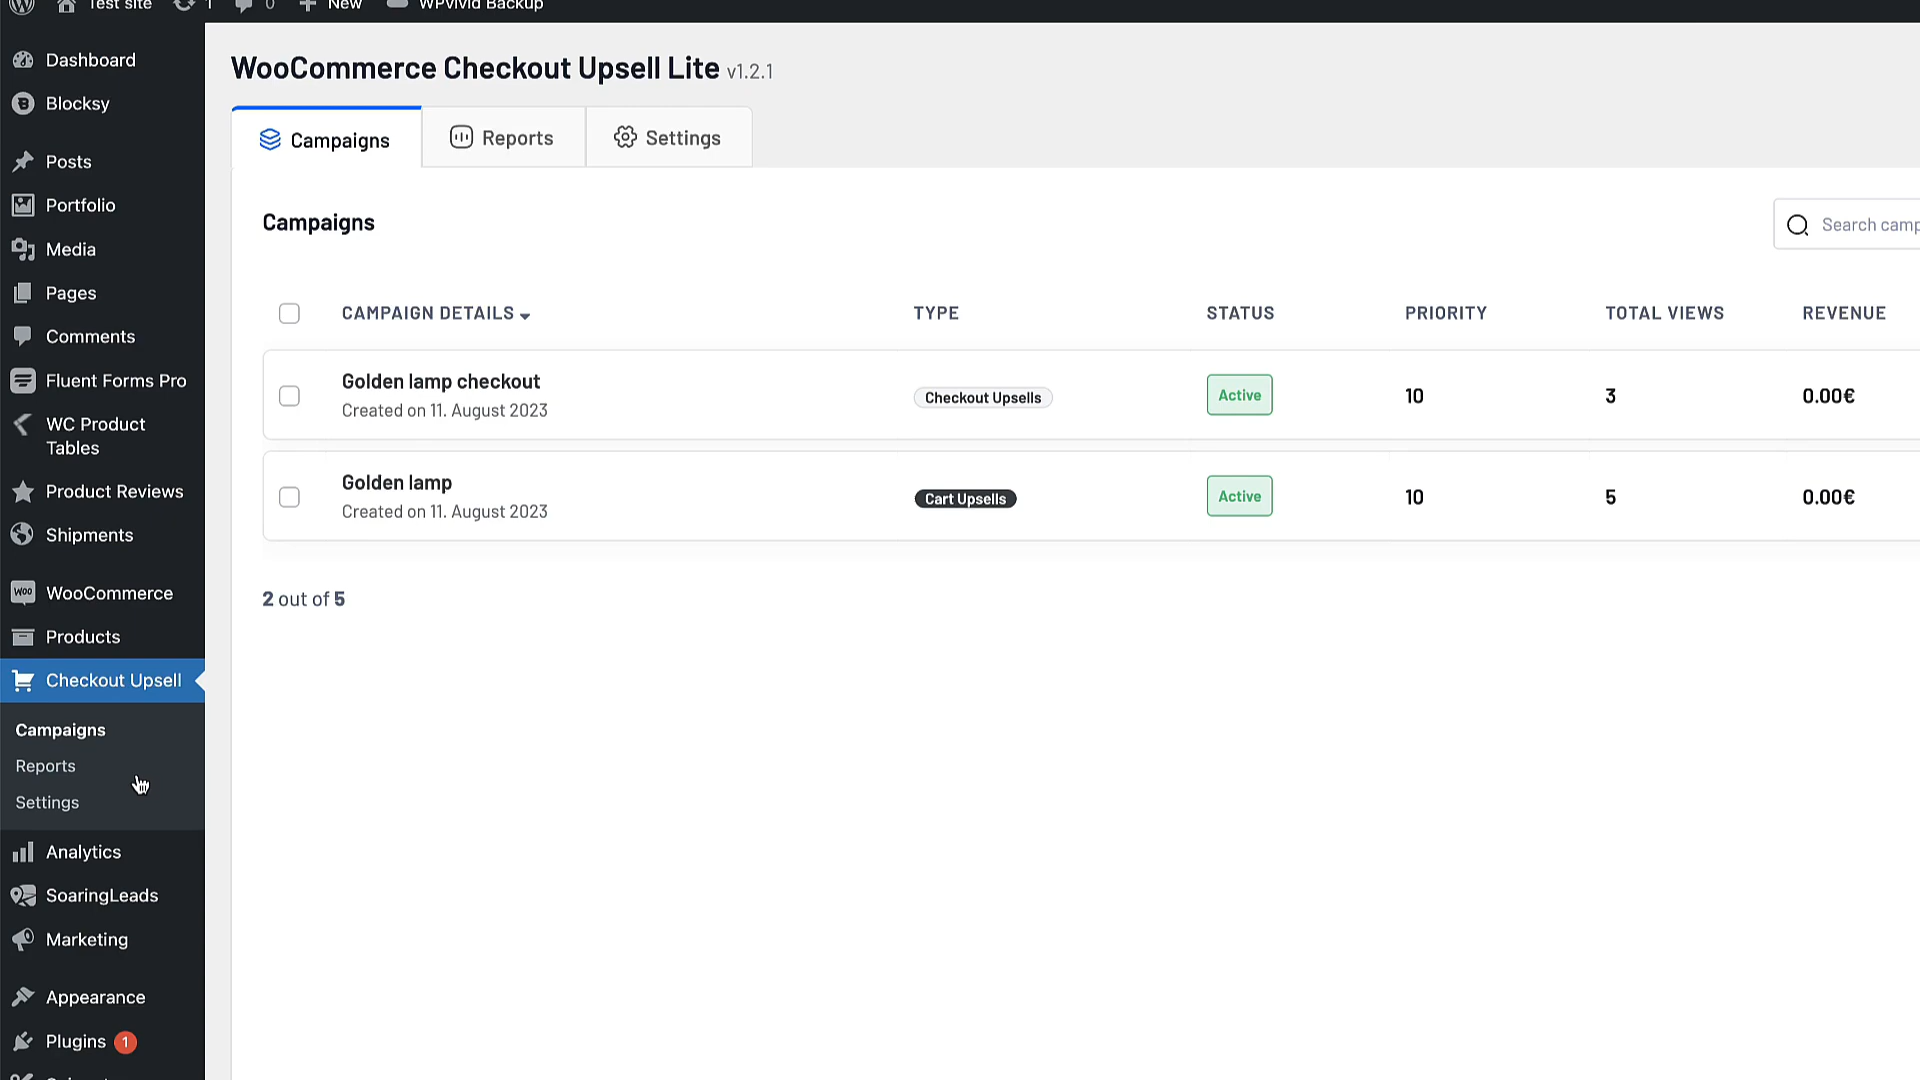 Test site 1 0 New WPvivid Backup
Dashboard
Blocksy
Posts
Portfolio
Media
Pages
Comments
Fluent Forms Pro
WC Product
Tables
Product Reviews
Shipments
WooCommerce
Products
Checkout Upsell
Campaigns
Reports
Settings
Analytics
SoaringLeads
Marketing
Appearance
Plugins 1
WooCommerce Checkout Upsell Lite v1.2.1
Campaigns Reports Settings
Campaigns
Search camp
CAMPAIGN DETAILS TYPE STATUS PRIORITY TOTAL VIEWS REVENUE
Golden lamp checkout
Created on 11. August 2023
Checkout Upsells Active 10 3 0.00€
Golden lamp
Created on 11. August 2023
Cart Upsells Active 10 5 0.00€
2 out of 5